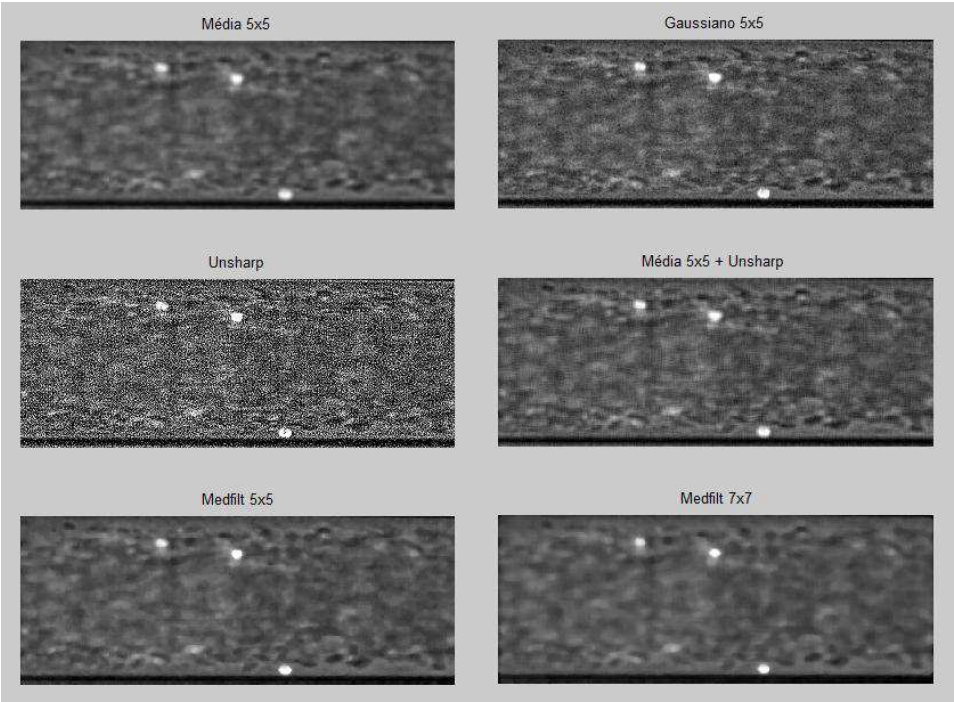 Média 5x5
Gaussiano 5x5
Unsharp
Média 5x5 + Unsharp
Medfilt 5x5
Medfilt 7x7